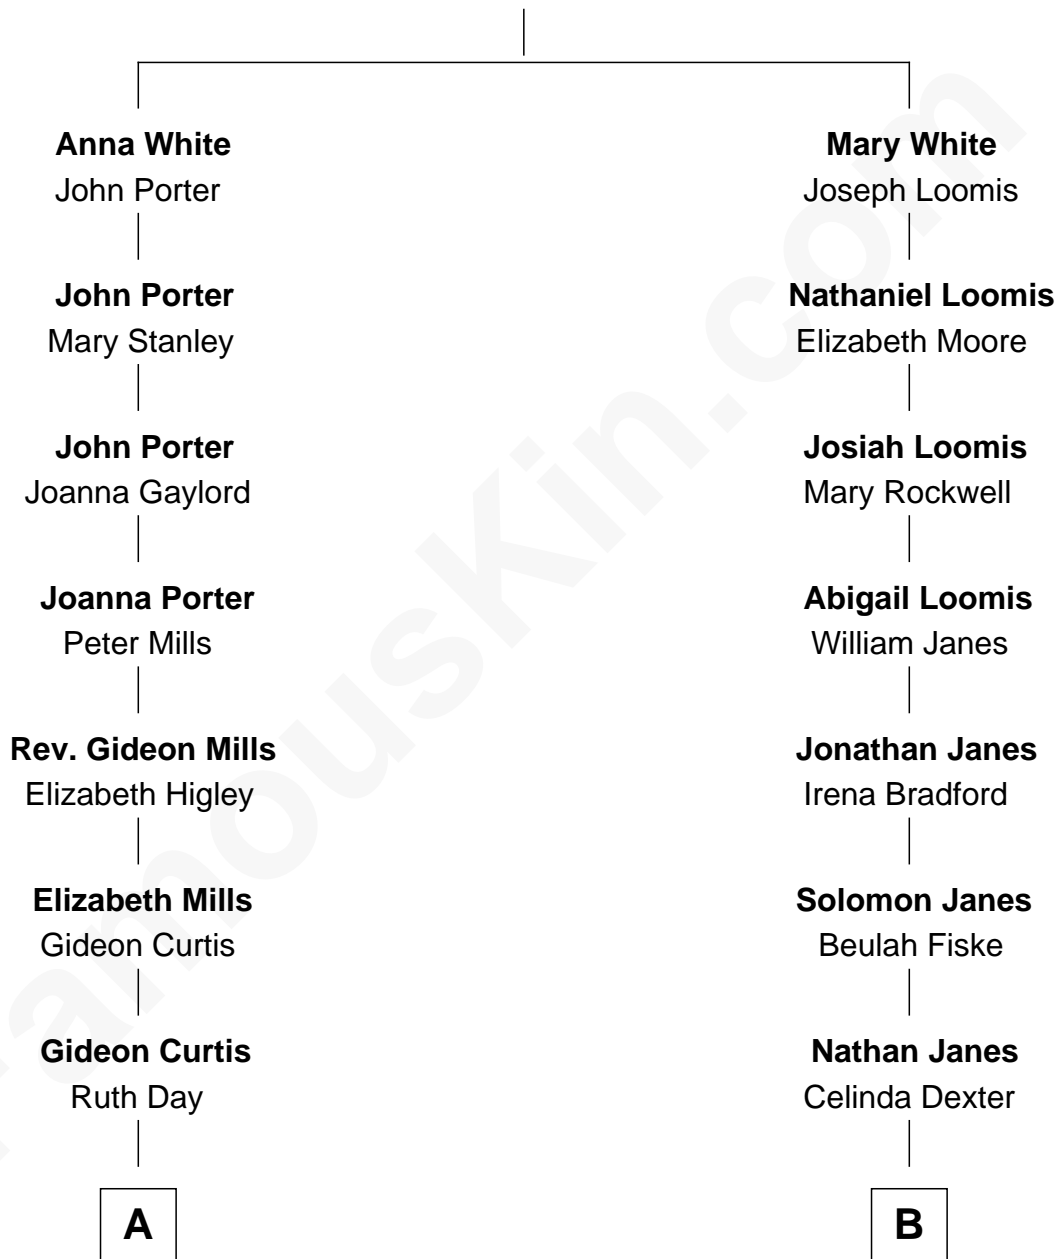 Anna White
John Porter
John Porter
Mary Stanley
John Porter
Joanna Gaylord
Joanna Porter
Peter Mills
Rev. Gideon Mills
Elizabeth Higley
Elizabeth Mills
Gideon Curtis
Gideon Curtis
Ruth Day
A
Mary White
Joseph Loomis
Nathaniel Loomis
Elizabeth Moore
Josiah Loomis
Mary Rockwell
Abigail Loomis
William Janes
Jonathan Janes
Irena Bradford
Solomon Janes
Beulah Fiske
Nathan Janes
Celinda Dexter
B
FamousKin.com